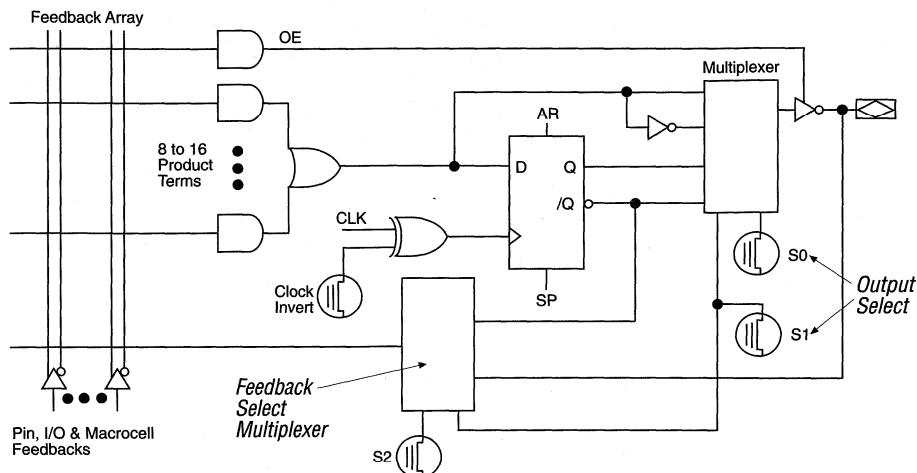 Feedback Array
OE
Multiplexer
8 to 16
Product
Terms
AR
D
Q
/Q
CLK
SP
Clock
Invert
S0
S1
Output
Select
Feedback
Select
Multiplexer
Pin, I/O & Macrocell
Feedbacks
S2